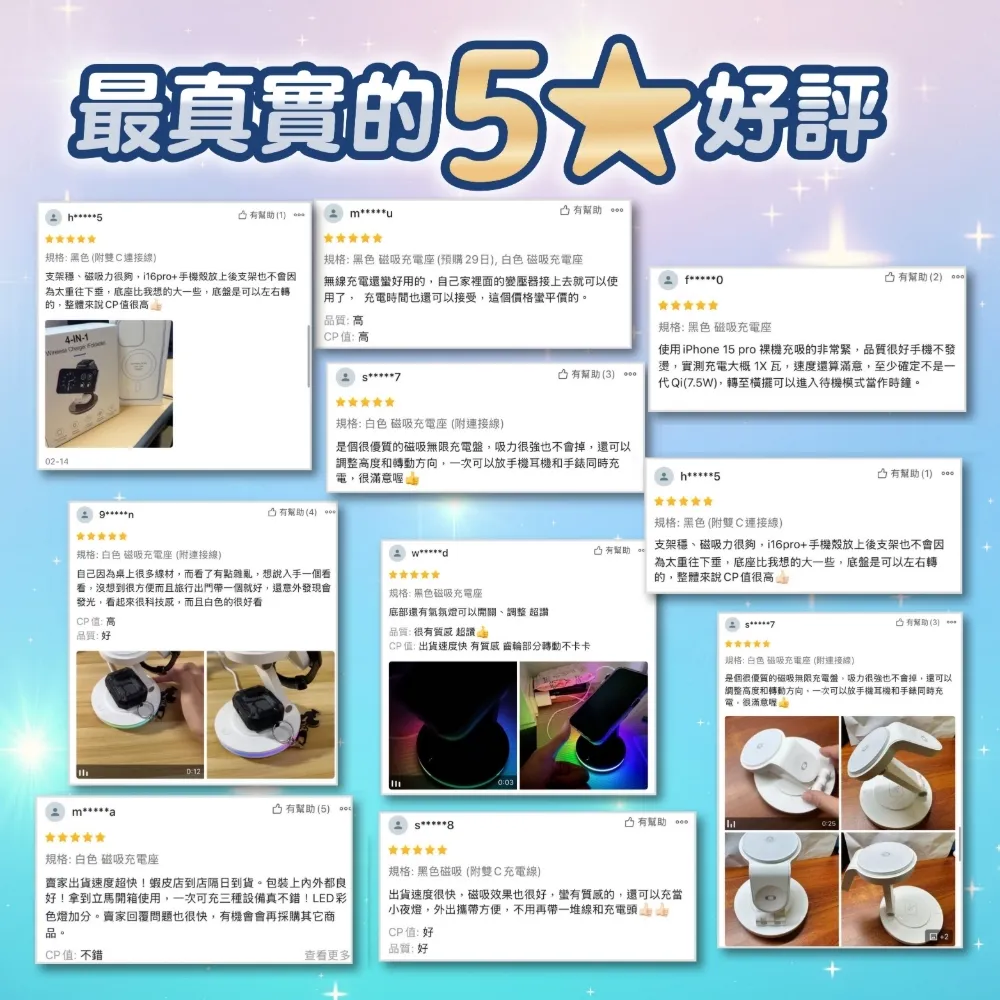 最真實的5★好評
h*****5
有幫助(1)
規格: 黑色 (附雙C連接線)
支架穩、磁吸力很夠，i16pro+手機殼放上後支架也不會因
為太重往下垂，底座比我想的大一些，底盤是可以左右轉
的，整體來說CP值很高👍🏻
4-IN-1
Wireless Charge (Foldable)
02-14
m*****u
有幫助
規格: 黑色 磁吸充電座(預購29日), 白色 磁吸充電座
無線充電還蠻好用的，自己家裡面的變壓器接上去就可以使
用了， 充電時間也還可以接受，這個價格蠻平價的。
品質: 高
CP值: 高
f*****0
有幫助(2)
規格: 黑色 磁吸充電座
使用iPhone 15 pro 裸機充吸的非常緊，品質很好手機不發
燙，實測充電大概 1X 瓦，速度還算滿意，至少確定不是一
代Qi(7.5W)，轉至橫擺可以進入待機模式當作時鐘。
s*****7
有幫助(3)
規格: 白色 磁吸充電座 (附連接線)
是個很優質的磁吸無限充電盤，吸力很強也不會掉，還可以
調整高度和轉動方向，一次可以放手機耳機和手錶同時充
電，很滿意喔👍
h*****5
有幫助(1)
規格: 黑色 (附雙C連接線)
支架穩、磁吸力很夠，i16pro+手機殼放上後支架也不會因
為太重往下垂，底座比我想的大一些，底盤是可以左右轉
的，整體來說CP值很高👍🏻
9*****n
有幫助(4)
規格: 白色 磁吸充電座 (附連接線)
自己因為桌上很多線材，而看了有點雜亂，想說入手一個看
看，沒想到很方便而且旅行出門帶一個就好，還意外發現會
發光，看起來很科技感，而且白色的很好看
CP值: 高
品質: 好
0:12
w*****d
有幫助
規格: 黑色磁吸充電座
底部還有氣氛燈可以開關、調整 超讚
品質: 很有質感 超讚👍
CP值: 出貨速度快 有質感 齒輪部分轉動不卡卡
0:03
s*****7
有幫助(3)
規格: 白色 磁吸充電座 (附連接線)
是個很優質的磁吸無限充電盤，吸力很強也不會掉，還可以
調整高度和轉動方向，一次可以放手機耳機和手錶同時充
電，很滿意喔👍
0:25
+2
m*****a
有幫助(5)
規格: 白色 磁吸充電座
賣家出貨速度超快！蝦皮店到店隔日到貨。包裝上內外都良
好！拿到立馬開箱使用，一次可充三種設備真不錯！LED彩
色燈加分。賣家回覆問題也很快，有機會會再採購其它商
品。
CP值: 不錯
查看更多
s*****8
有幫助
規格: 黑色磁吸 (附雙C充電線)
出貨速度很快，磁吸效果也很好，蠻有質感的，還可以充當
小夜燈，外出攜帶方便，不用再帶一堆線和充電頭👍🏻👍🏻
CP值: 好
品質: 好